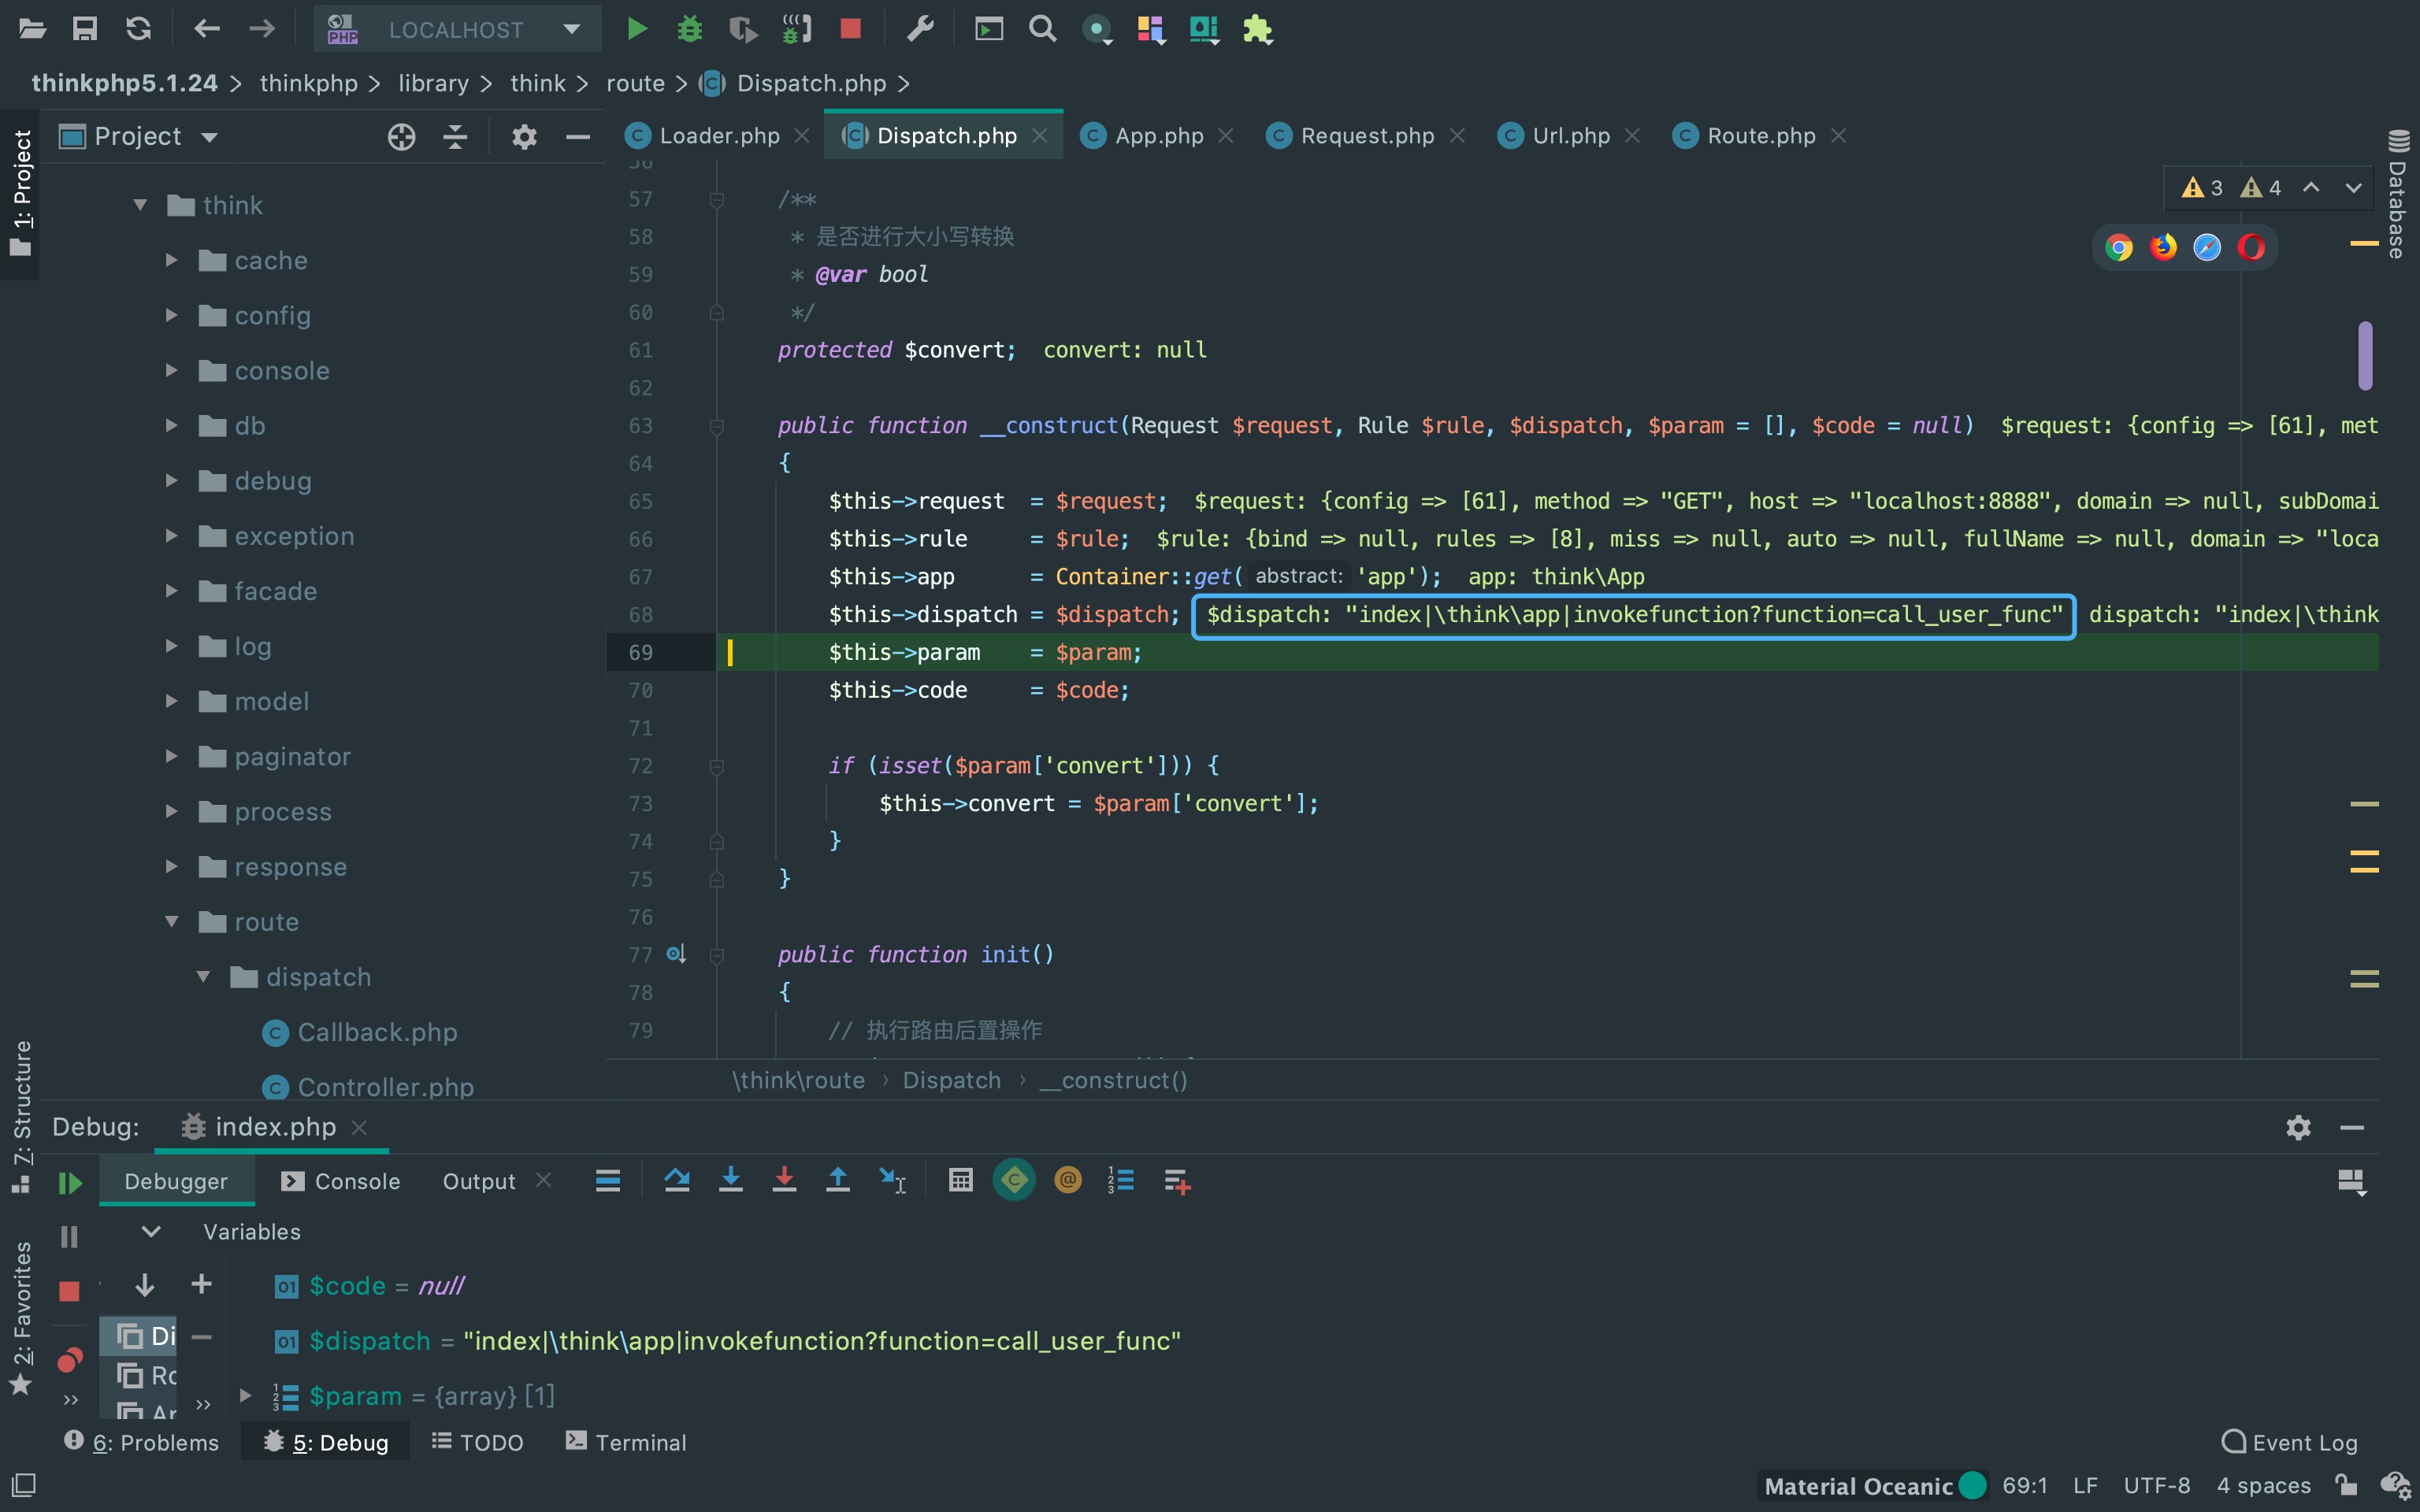 LOCALHOST
thinkphp5.1.24 > thinkphp > library > think > route > Dispatch.php >
1: Project
Project
Loader.php Dispatch.php App.php Request.php Url.php Route.php
Database
3 4
think
cache
config
console
db
debug
exception
facade
log
model
paginator
process
response
route
dispatch
Callback.php
Controller.php
56
57 /**
58 * 是否进行大小写转换
59 * @var bool
60 */
61 protected $convert; convert: null
62
63 public function __construct(Request $request, Rule $rule, $dispatch, $param = [], $code = null) $request: {config => [61], met
64 {
65 $this->request = $request; $request: {config => [61], method => "GET", host => "localhost:8888", domain => null, subDomai
66 $this->rule = $rule; $rule: {bind => null, rules => [8], miss => null, auto => null, fullName => null, domain => "loca
67 $this->app = Container::get( abstract: 'app'); app: think\App
68 $this->dispatch = $dispatch; $dispatch: "index|\think\app|invokefunction?function=call_user_func" dispatch: "index|\think
69 $this->param = $param;
70 $this->code = $code;
71
72 if (isset($param['convert'])) {
73 $this->convert = $param['convert'];
74 }
75 }
76
77 public function init()
78 {
79 // 执行路由后置操作
\think\route › Dispatch › __construct()
7: Structure
2: Favorites
Debug: index.php
Debugger Console Output
Variables
$code = null
$dispatch = "index|\think\app|invokefunction?function=call_user_func"
$param = {array} [1]
Di
Ro
Ar
6: Problems 5: Debug TODO Terminal Event Log
Material Oceanic 69:1 LF UTF-8 4 spaces